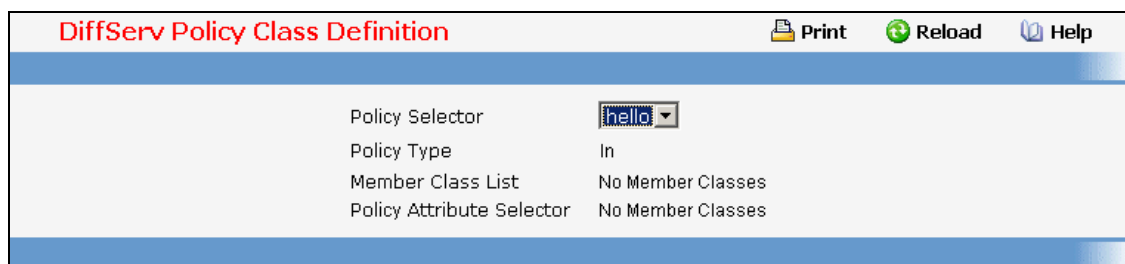 DiffServ Policy Class Definition Print Reload Help
Policy Selector hello
Policy Type In
Member Class List No Member Classes
Policy Attribute Selector No Member Classes